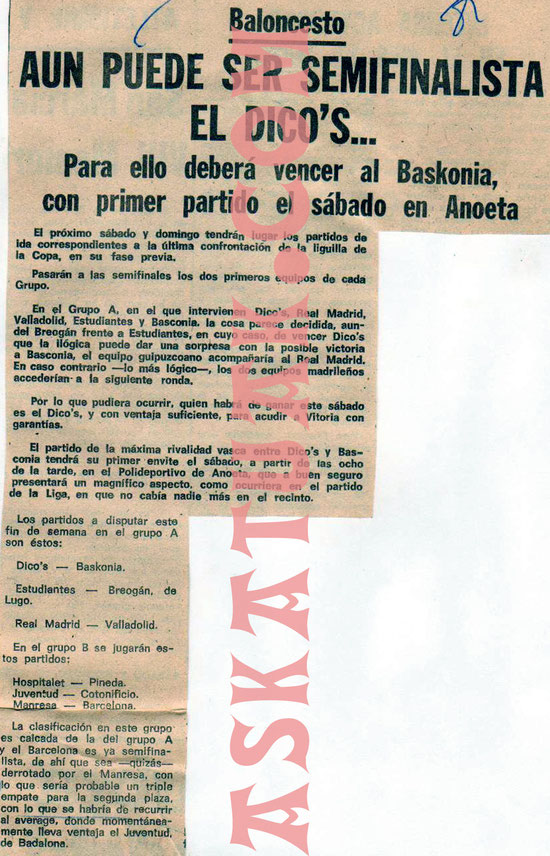 Baloncesto
AUN PUEDE SER SEMIFINALISTA
EL DICO'S...
Para ello deberá vencer al Baskonia,
con primer partido el sábado en Anoeta
El próximo sábado y domingo tendrán lugar los partidos de
ida correspondientes a la última confrontación de la liguilla de
la Copa, en su fase previa.
Pasarán a las semifinales los dos primeros equipos de cada
Grupo.
En el Grupo A, en el que intervienen Dico's, Real Madrid,
Valladolid, Estudiantes y Basconia. la cosa parece decidida, aun-
del Breogán frente a Estudiantes, en cuyo caso, de vencer Dico's
que la ilógica puede dar una sorpresa con la posible victoria
a Basconia, el equipo guipuzcoano acompañaría al Real Madrid.
En caso contrario —lo más lógico—, los dos equipos madrileños
accederían a la siguiente ronda.
Por lo que pudiera ocurrir, quien habrá de ganar este sábado
es el Dico's, y con ventaja suficiente, para acudir a Vitoria con
garantías.
El partido de la máxima rivalidad vasca entre Dico's y Bas-
conia tendrá su primer envite el sábado, a partir de las ocho
de la tarde, en el Polideportivo de Anoeta, que a buen seguro
presentará un magnífico aspecto, como ocurriera en el partido
de la Liga, en que no cabía nadie más en el recinto.
Los partidos a disputar este
fin de semana en el grupo A
son éstos:
Dico's — Baskonia.
Estudiantes — Breogán, de
Lugo.
Real Madrid — Valladolid.
En el grupo B se jugarán es-
tos partidos:
Hospitalet — Pineda.
Juventud — Cotonificio.
Manresa — Barcelona.
La clasificación en este grupo
es calcada de la del grupo A
y el Barcelona es ya semifina-
lista, de ahí que sea —quizás—
derrotado por el Manresa, con
lo que sería probable un triple
empate para la segunda plaza,
con lo que se habría de recurrir
al average, donde momentánea-
mente lleva ventaja el Juventud,
de Badalona.
ASKATUAK.COM